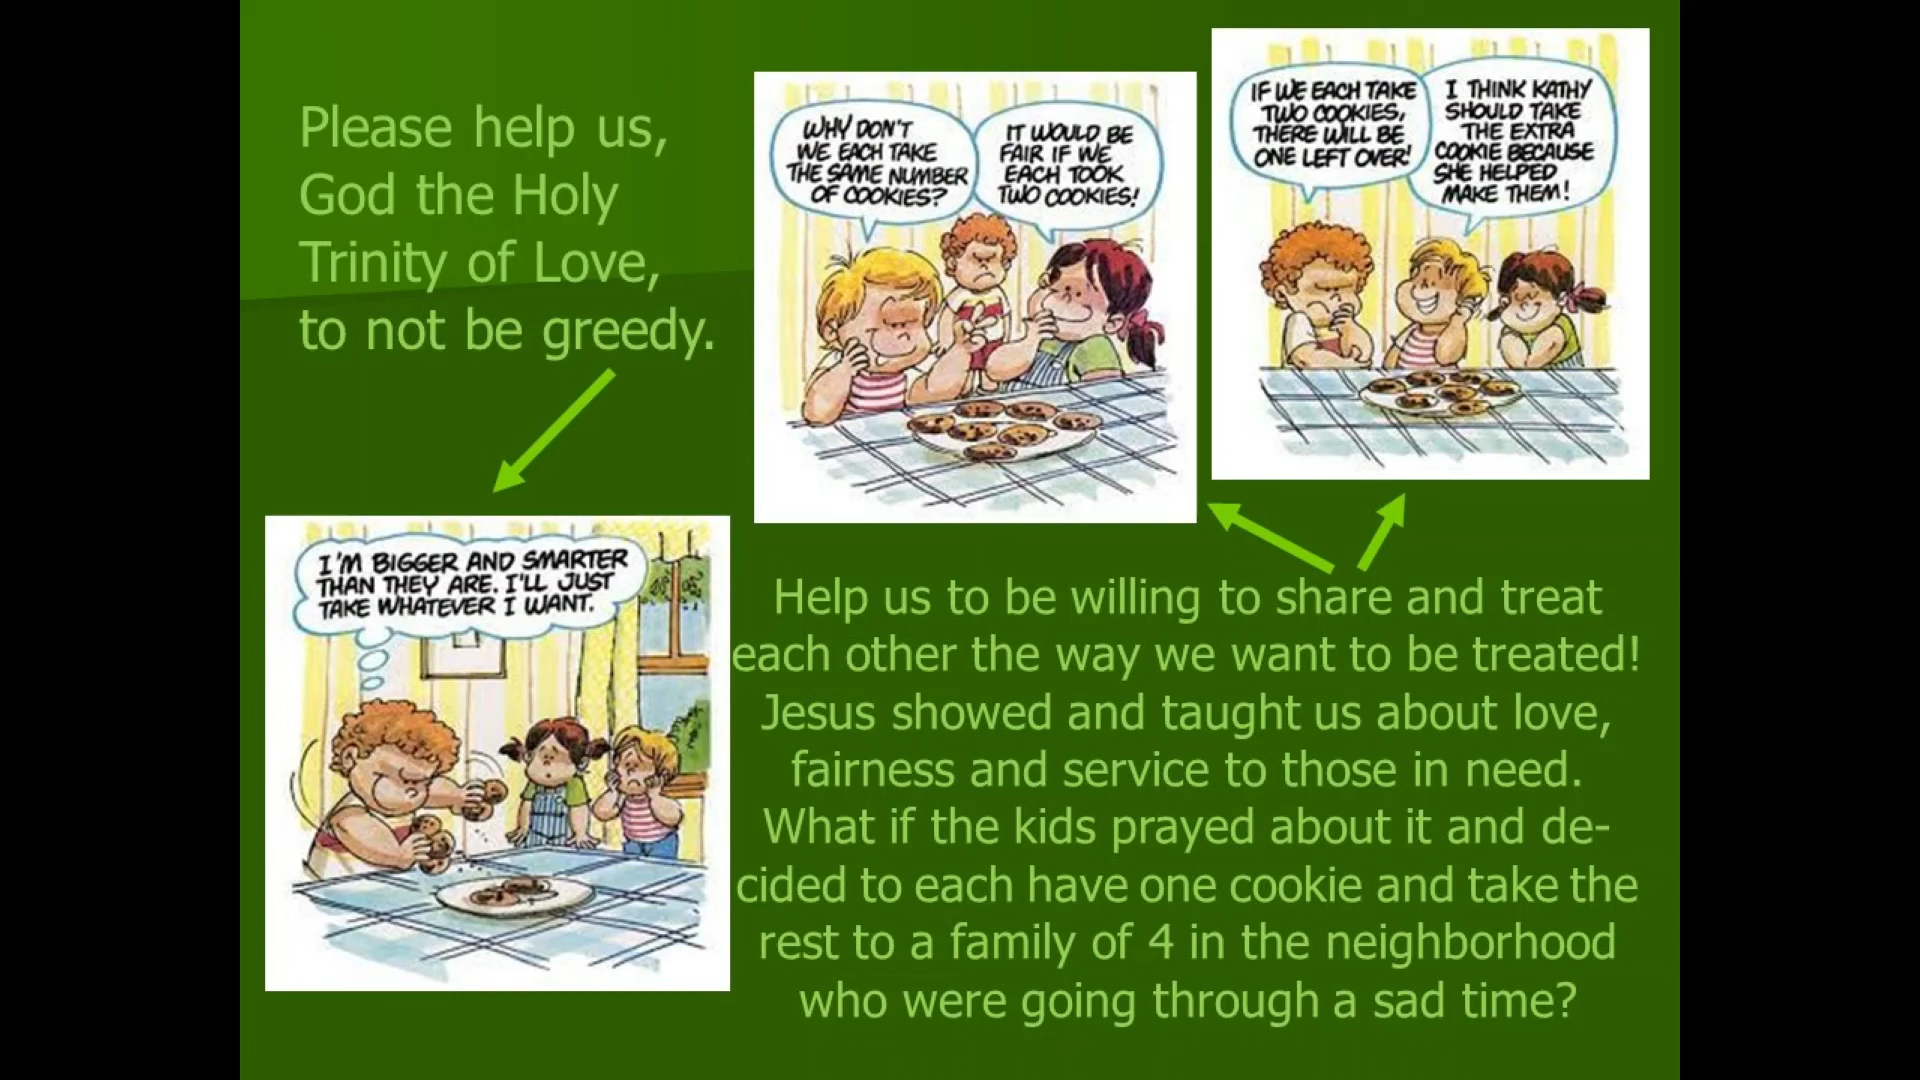 Please help us,
God the Holy
Trinity of Love,
to not be greedy.
I'M BIGGER AND SMARTER
THAN THEY ARE. I'LL JUST
TAKE WHATEVER I WANT.
WHY DON'T
WE EACH TAKE
THE SAME NUMBER
OF COOKIES?
IT WOULD BE
FAIR IF WE
EACH TOOK
TWO COOKIES!
IF WE EACH TAKE
TWO COOKIES,
THERE WILL BE
ONE LEFT OVER!
I THINK KATHY
SHOULD TAKE
THE EXTRA
COOKIE BECAUSE
SHE HELPED
MAKE THEM!
Help us to be willing to share and treat
each other the way we want to be treated!
Jesus showed and taught us about love,
fairness and service to those in need.
What if the kids prayed about it and de-
cided to each have one cookie and take the
rest to a family of 4 in the neighborhood
who were going through a sad time?